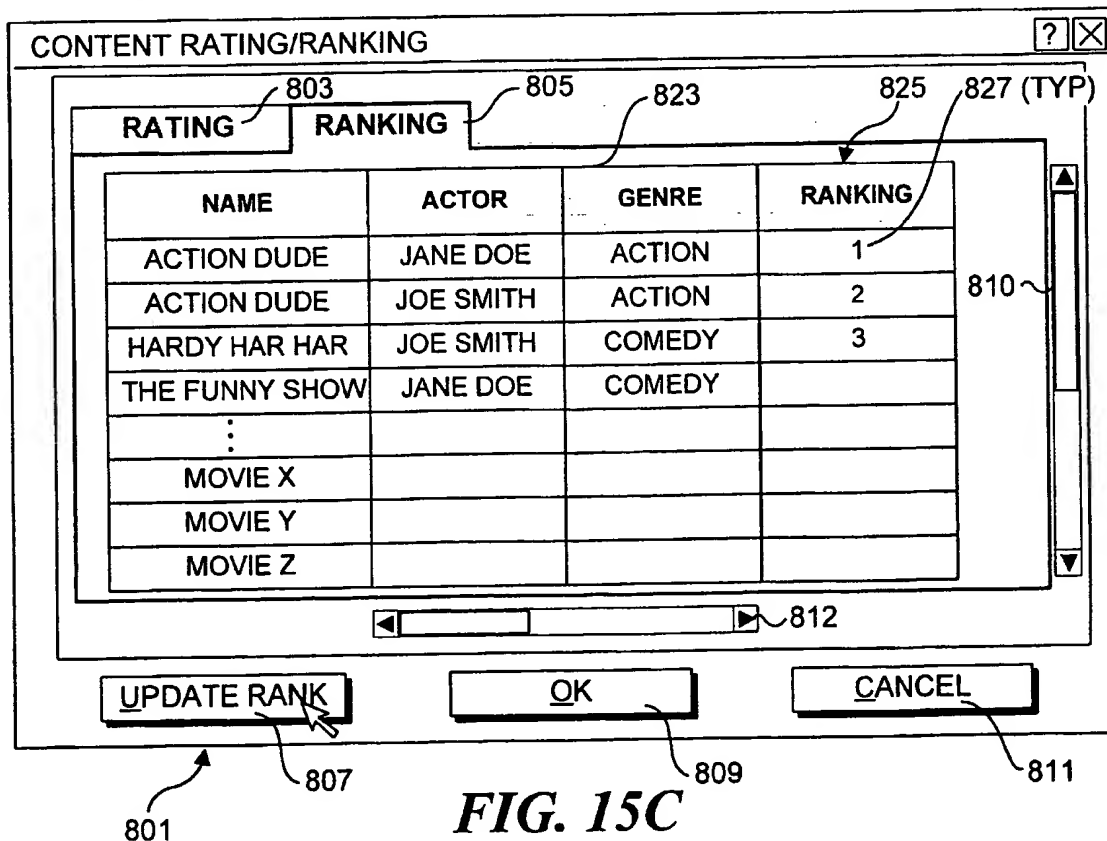 CONTENT RATING/RANKING ? X
803 805 823 825 827 (TYP)
RATING RANKING
NAME ACTOR GENRE RANKING
ACTION DUDE JANE DOE ACTION 1
ACTION DUDE JOE SMITH ACTION 2
810
HARDY HAR HAR JOE SMITH COMEDY 3
THE FUNNY SHOW JANE DOE COMEDY
⋮
MOVIE X
MOVIE Y
MOVIE Z
812
UPDATE RANK OK CANCEL
807 809 811
801
FIG. 15C